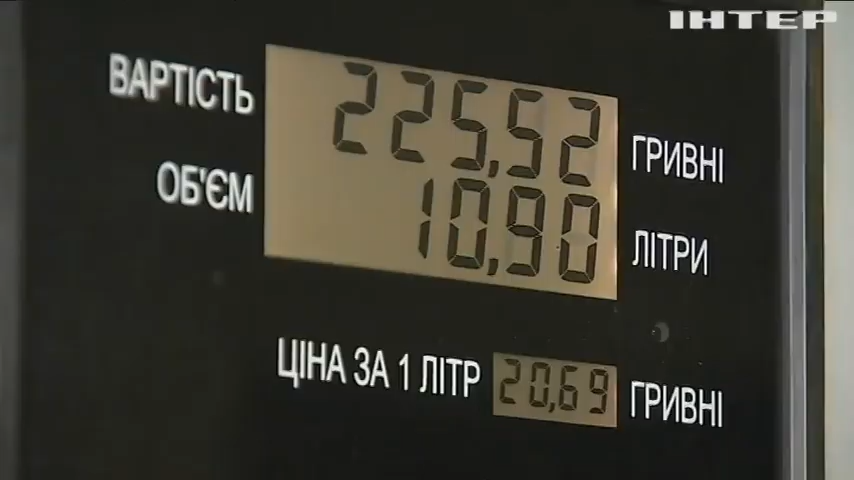 ІНТЕР
ВАРТІСТЬ 225,52 ГРИВНІ
ОБ'ЄМ 10,90 ЛІТРИ
ЦІНА ЗА 1 ЛІТР 20,69 ГРИВНІ